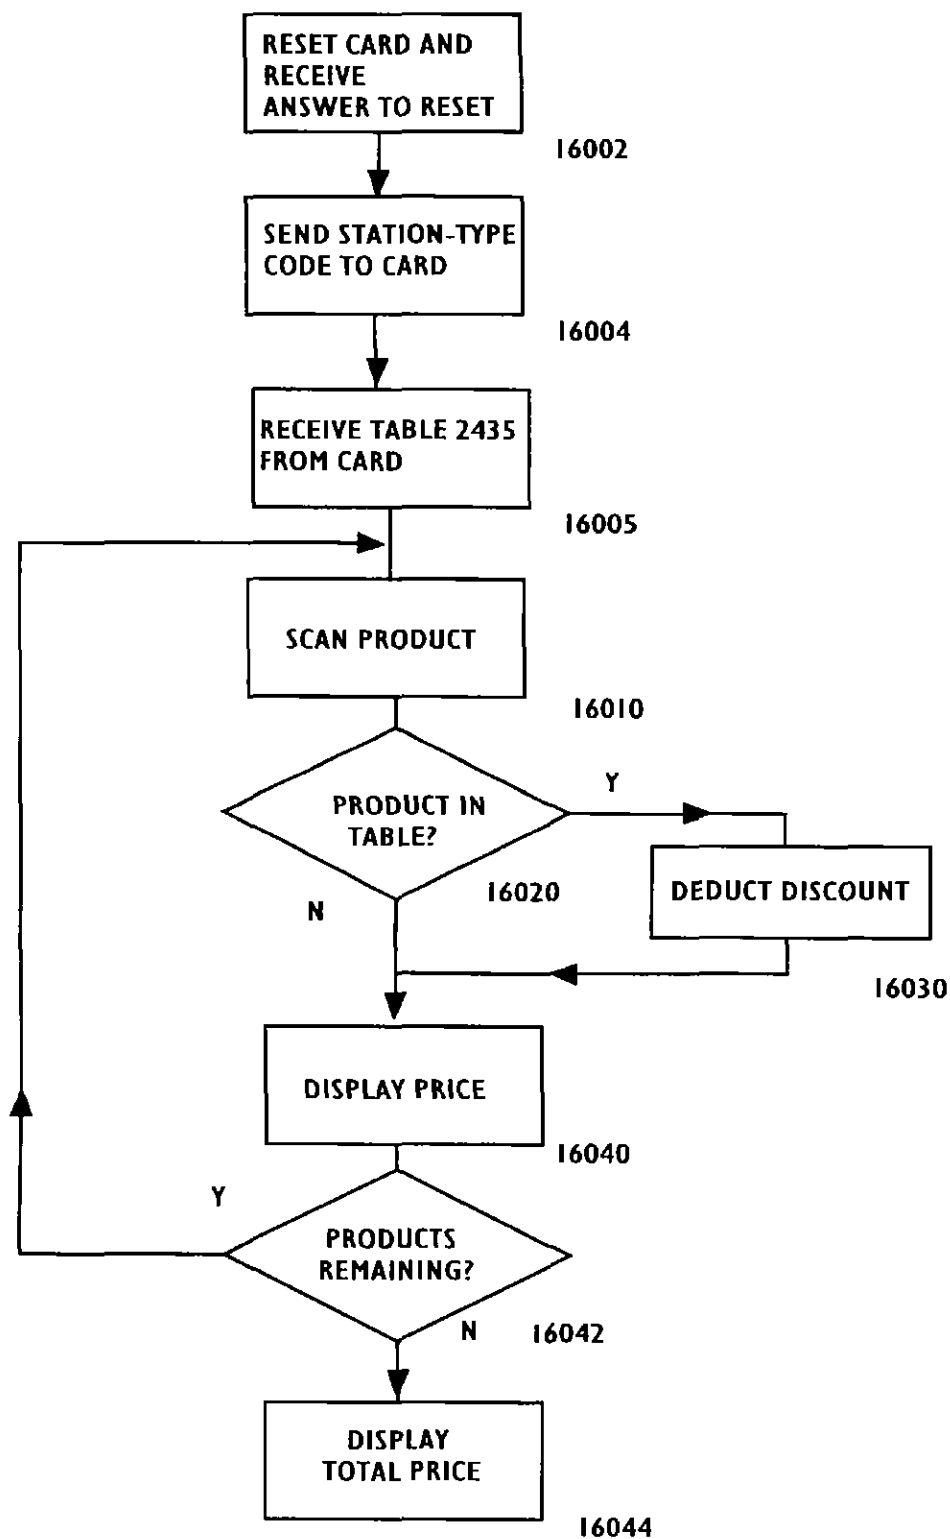 RESET CARD AND
RECEIVE
ANSWER TO RESET
16002
SEND STATION-TYPE
CODE TO CARD
16004
RECEIVE TABLE 2435
FROM CARD
16005
SCAN PRODUCT
16010
PRODUCT IN
TABLE?
Y
16020
N
DEDUCT DISCOUNT
16030
DISPLAY PRICE
16040
Y
PRODUCTS
REMAINING?
N
16042
DISPLAY
TOTAL PRICE
16044